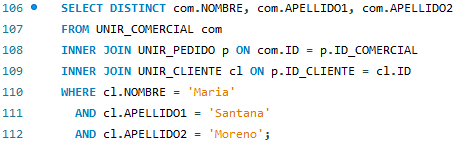 106 SELECT DISTINCT com.NOMBRE, com.APELLIDO1, com.APELLIDO2
107 FROM UNIR_COMERCIAL com
108 INNER JOIN UNIR_PEDIDO p ON com.ID = p.ID_COMERCIAL
109 INNER JOIN UNIR_CLIENTE cl ON p.ID_CLIENTE = cl.ID
110 WHERE cl.NOMBRE = 'Maria'
111 AND cl.APELLIDO1 = 'Santana'
112 AND cl.APELLIDO2 = 'Moreno';